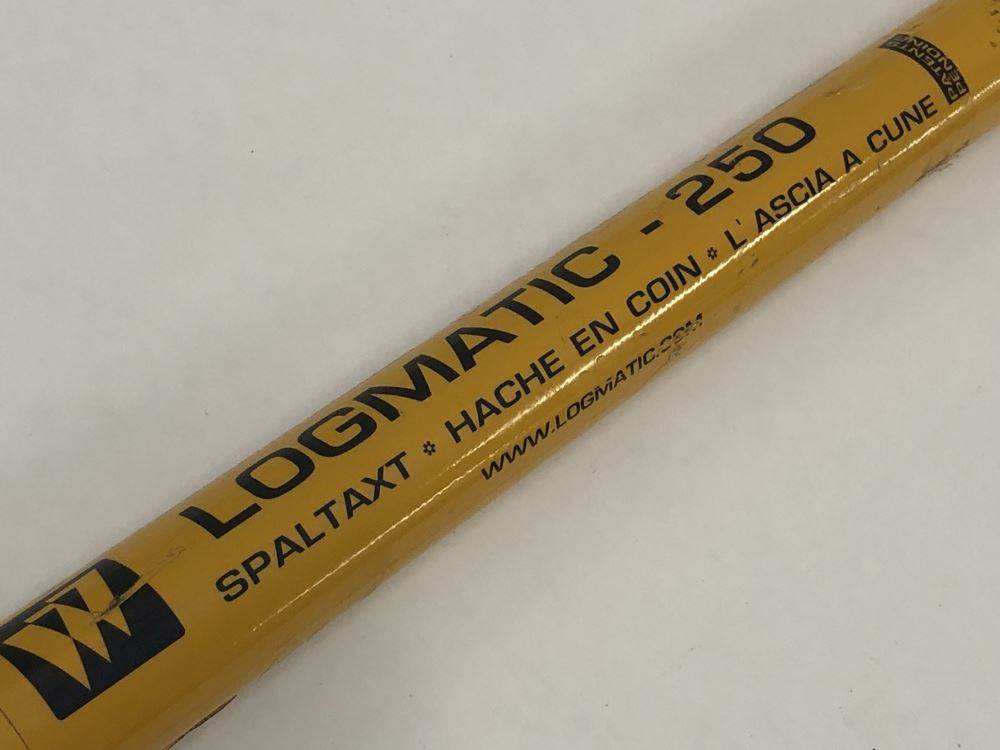 LOGMATIC - 250
SPALTAXT * HACHE EN COIN * L' ASCIA A CUNE
WWW.LOGMATIC.COM
PATENTS
PENDING